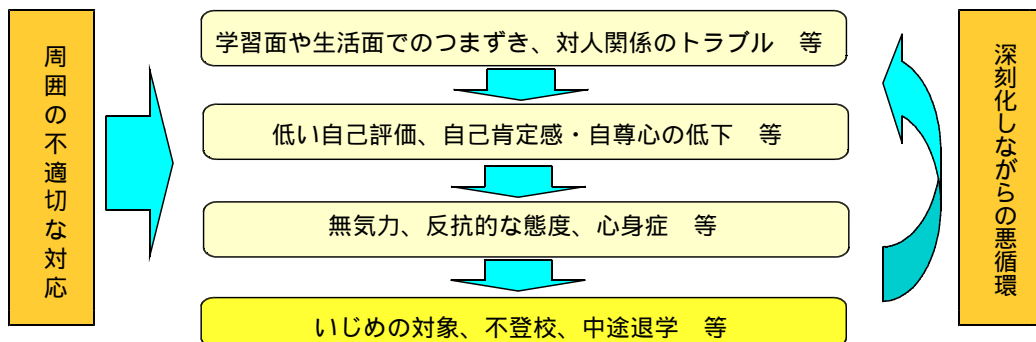 周囲の不適切な対応
学習面や生活面でのつまずき、対人関係のトラブル　等
低い自己評価、自己肯定感・自尊心の低下　等
無気力、反抗的な態度、心身症　等
いじめの対象、不登校、中途退学　等
深刻化しながらの悪循環